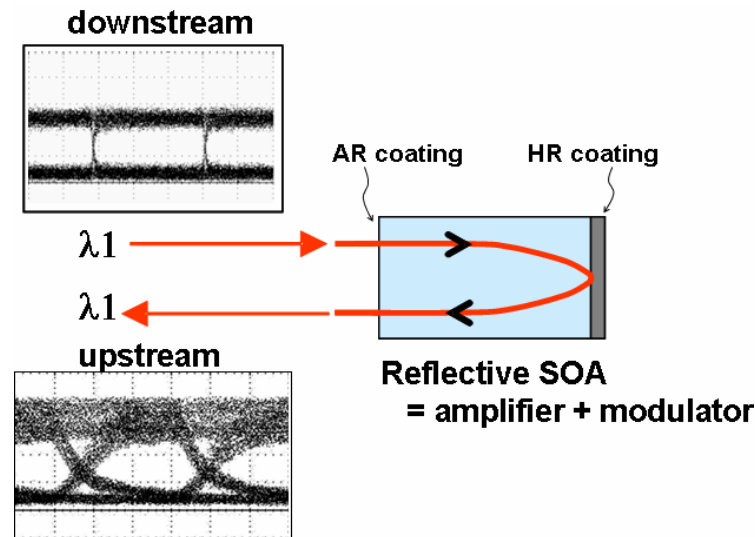 downstream
AR coating
HR coating
λ1
λ1
upstream
Reflective SOA
= amplifier + modulator